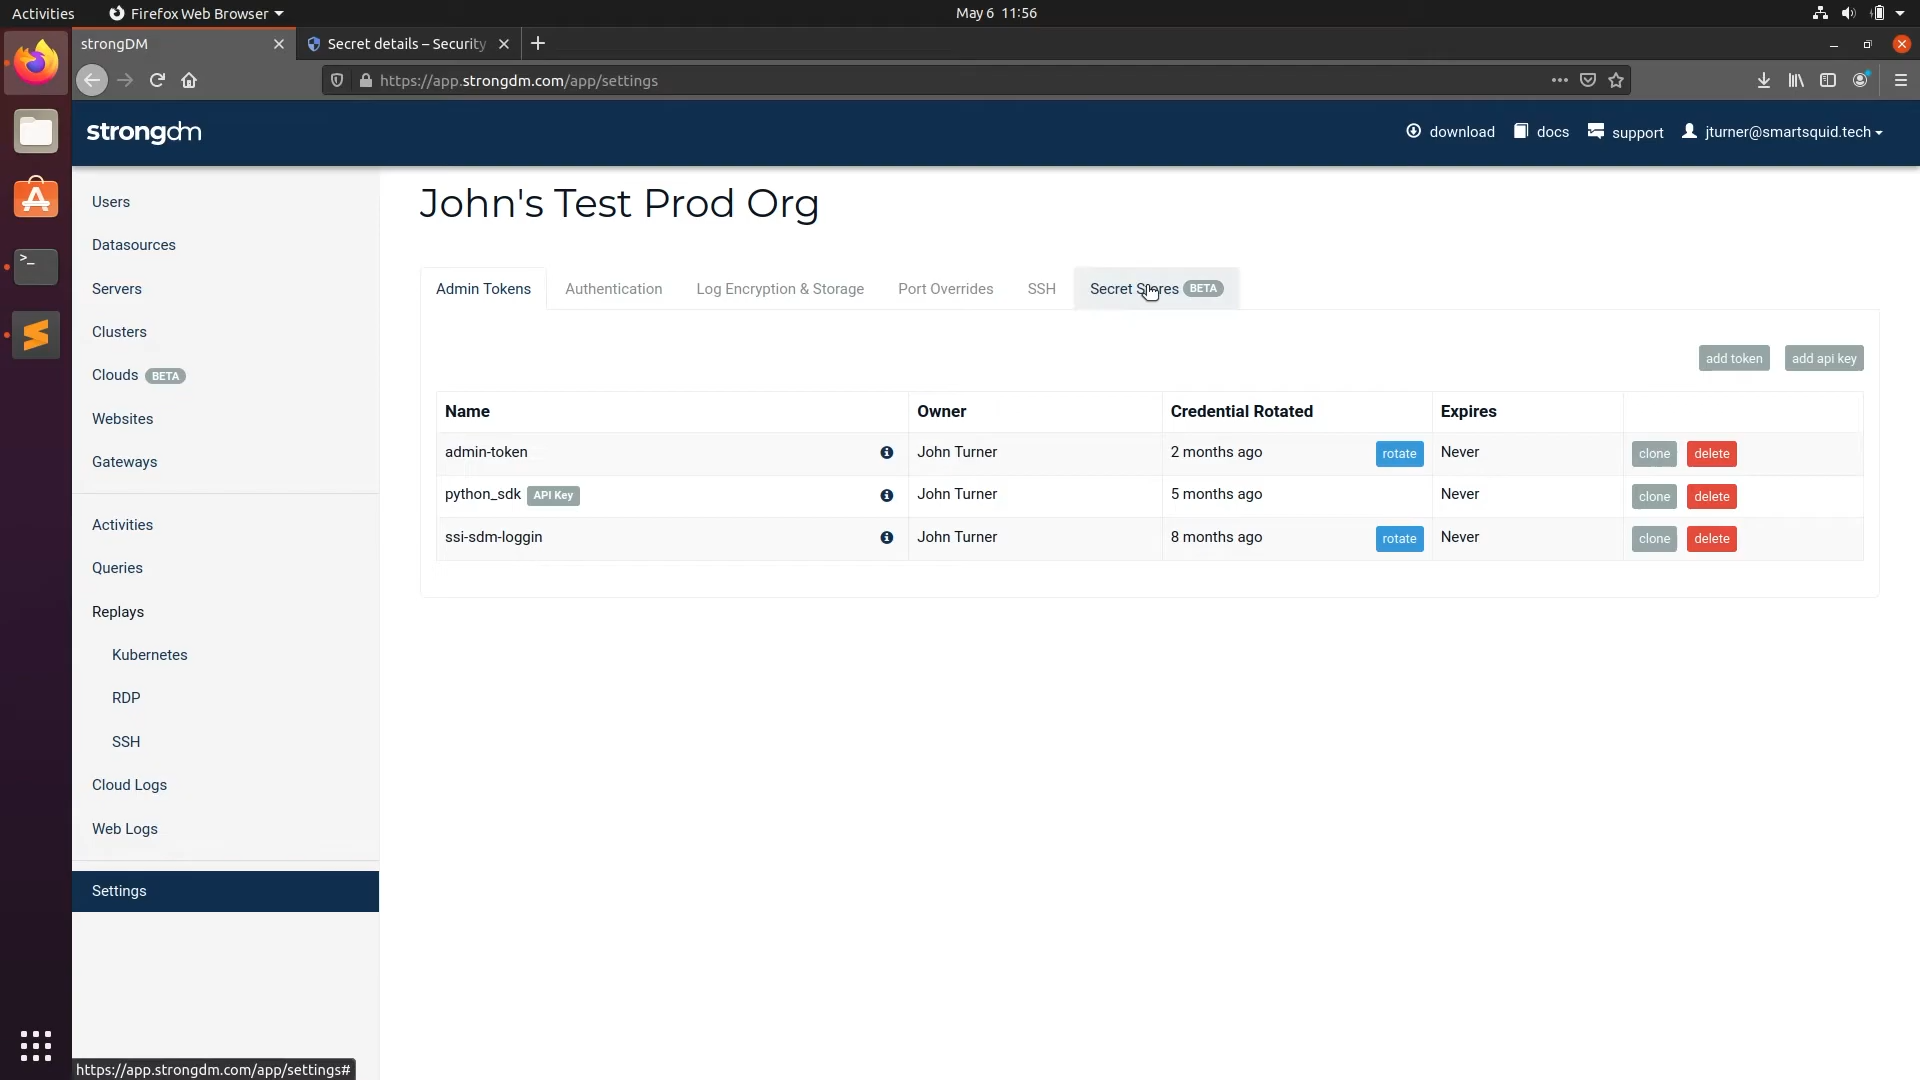 Activities
Firefox Web Browser
May 6 11:56
strongDM
Secret details – Security
https://app.strongdm.com/app/settings
strongdm
download
docs
support
jturner@smartsquid.tech
Users
Datasources
Servers
Clusters
Clouds BETA
Websites
Gateways
Activities
Queries
Replays
Kubernetes
RDP
SSH
Cloud Logs
Web Logs
Settings
John's Test Prod Org
Admin Tokens
Authentication
Log Encryption & Storage
Port Overrides
SSH
Secret Stores BETA
add token
add api key
Name Owner Credential Rotated Expires
admin-token John Turner 2 months ago rotate Never clone delete
python_sdk API Key John Turner 5 months ago Never clone delete
ssi-sdm-loggin John Turner 8 months ago rotate Never clone delete
https://app.strongdm.com/app/settings#